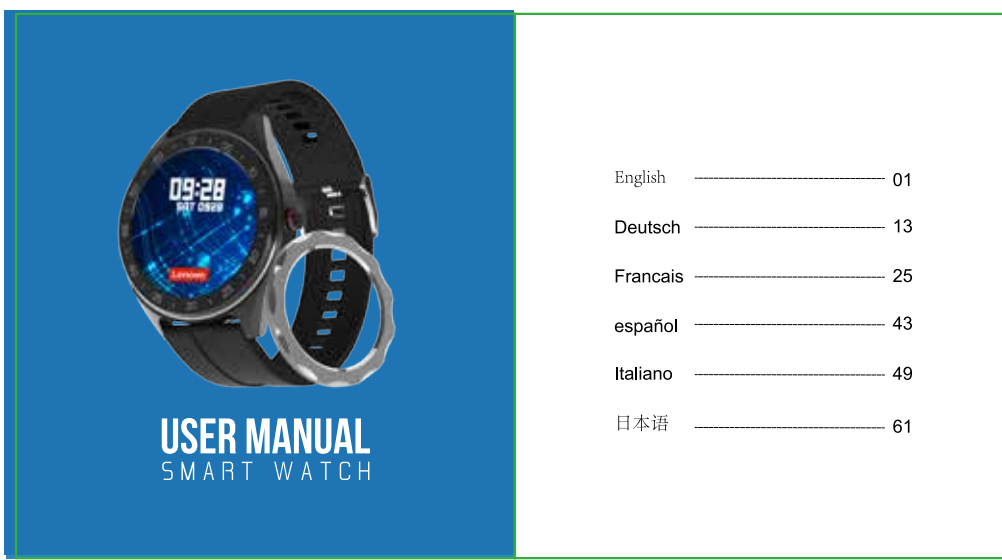 09:28
SAT 0928
Lenovo
USER MANUAL
SMART WATCH
English 01
Deutsch 13
Francais 25
español 43
Italiano 49
日本语 61